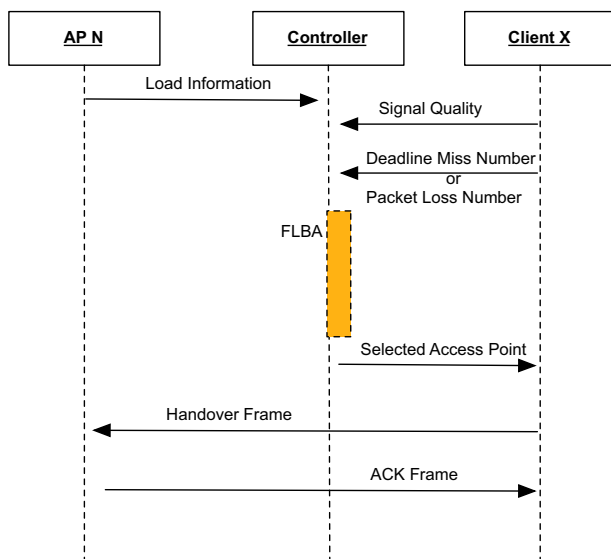 AP N
Controller
Client X
Load Information
Signal Quality
Deadline Miss Number
or
Packet Loss Number
FLBA
Selected Access Point
Handover Frame
ACK Frame